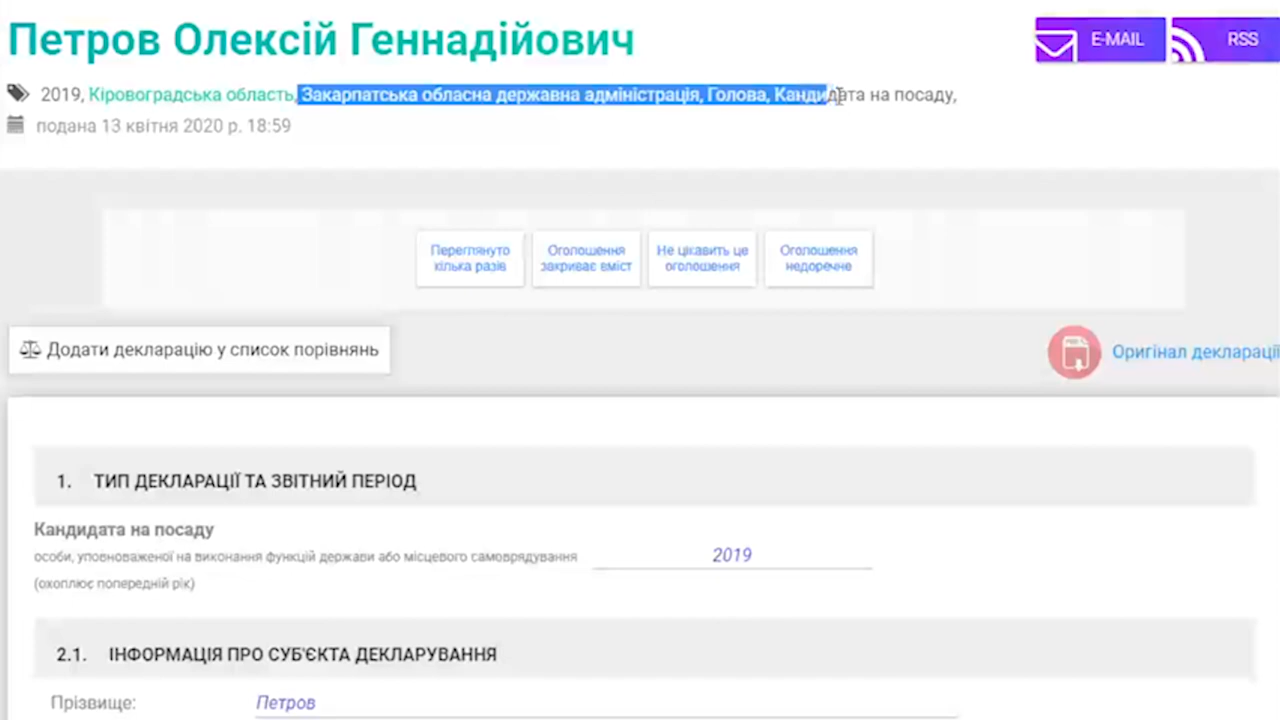 Петров Олексій Геннадійович
E-MAIL
RSS
2019, Кіровоградська область, Закарпатська обласна державна адміністрація, Голова, Кандидата на посаду,
подана 13 квітня 2020 р. 18:59
Переглянуто кілька разів
Оголошення закриває вміст
Не цікавить це оголошення
Оголошення недоречне
Додати декларацію у список порівнянь
Оригінал декларації
1. ТИП ДЕКЛАРАЦІЇ ТА ЗВІТНИЙ ПЕРІОД
Кандидата на посаду
особи, уповноваженої на виконання функцій держави або місцевого самоврядування
2019
(охоплює попередній рік)
2.1. ІНФОРМАЦІЯ ПРО СУБ'ЄКТА ДЕКЛАРУВАННЯ
Прізвище: Петров